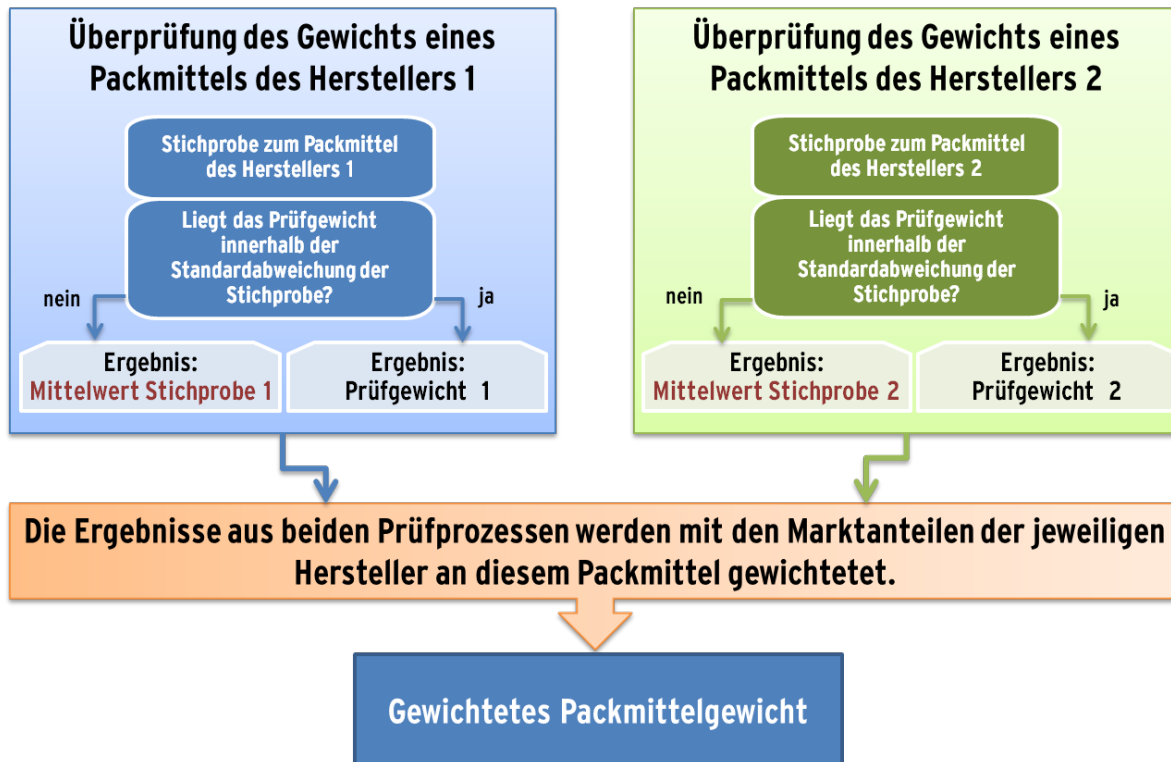 Überprüfung des Gewichts eines
Packmittels des Herstellers 1
Stichprobe zum Packmittel
des Herstellers 1
Liegt das Prüfgewicht
innerhalb der
Standardabweichung der
Stichprobe?
nein
ja
Ergebnis:
Mittelwert Stichprobe 1
Ergebnis:
Prüfgewicht 1
Überprüfung des Gewichts eines
Packmittels des Herstellers 2
Stichprobe zum Packmittel
des Herstellers 2
Liegt das Prüfgewicht
innerhalb der
Standardabweichung der
Stichprobe?
nein
ja
Ergebnis:
Mittelwert Stichprobe 2
Ergebnis:
Prüfgewicht 2
Die Ergebnisse aus beiden Prüfprozessen werden mit den Marktanteilen der jeweiligen
Hersteller an diesem Packmittel gewichtetet.
Gewichtetes Packmittelgewicht